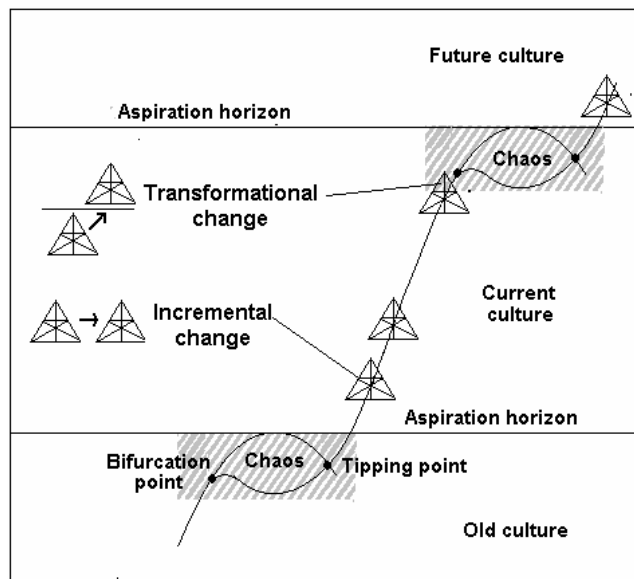 Future culture
Aspiration horizon
Chaos
Transformational
change
Current
culture
Incremental
change
Aspiration horizon
Bifurcation
point
Chaos
Tipping point
Old culture